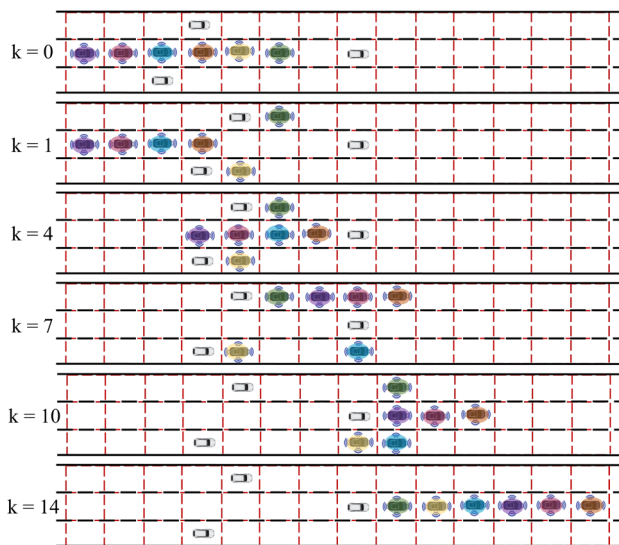 k = 0
k = 1
k = 4
k = 7
k = 10
k = 14